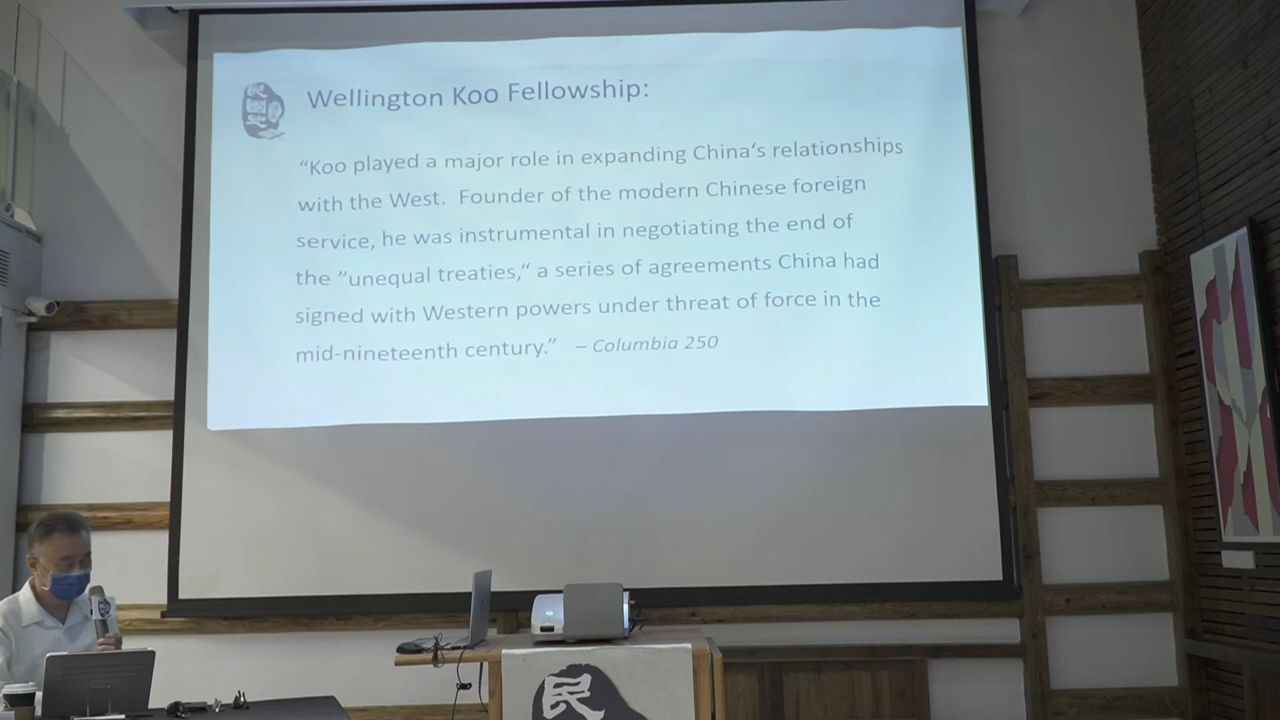 Wellington Koo Fellowship:
“Koo played a major role in expanding China‘s relationships
with the West.  Founder of the modern Chinese foreign
service, he was instrumental in negotiating the end of
the ”unequal treaties,“ a series of agreements China had
signed with Western powers under threat of force in the
mid-nineteenth century.”   – Columbia 250
民